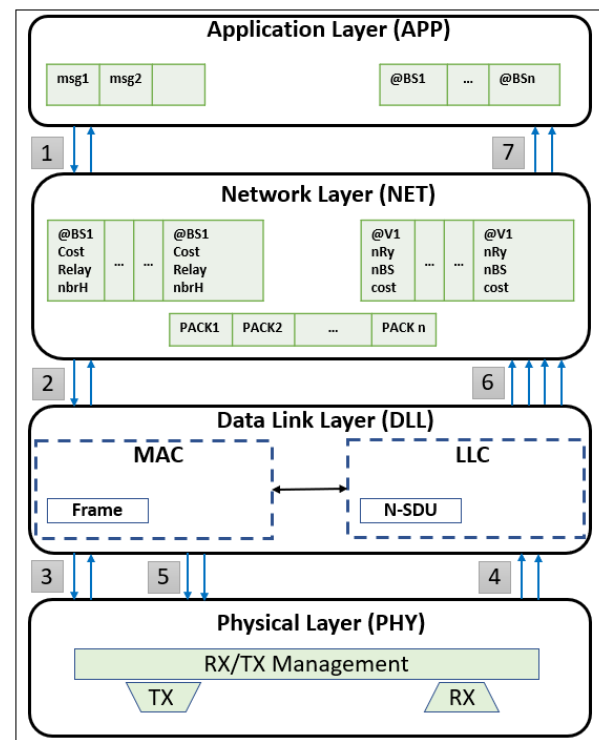 Application Layer (APP)
msg1 msg2
@BS1 ... @BSn
1
7
Network Layer (NET)
@BS1 ... ... @BS1
Cost Cost
Relay Relay
nbrH nbrH
@V1 ... ... @V1
nRy nRy
nBS nBS
cost cost
PACK1 PACK2 ... PACK n
2
6
Data Link Layer (DLL)
MAC
LLC
Frame
N-SDU
3
5
4
Physical Layer (PHY)
RX/TX Management
TX
RX